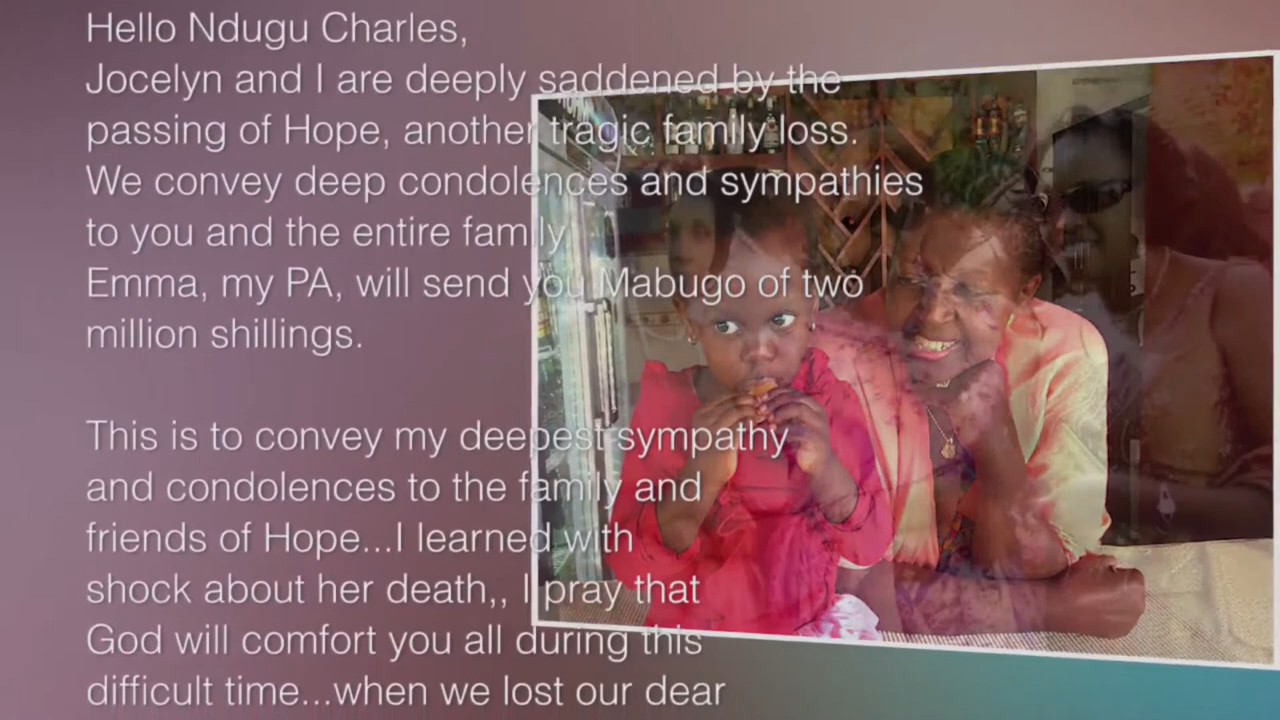 Hello Ndugu Charles,
Jocelyn and I are deeply saddened by the
passing of Hope, another tragic family loss.
We convey deep condolences and sympathies
to you and the entire family.
Emma, my PA, will send you Mabugo of two
million shillings.
This is to convey my deepest sympathy
and condolences to the family and
friends of Hope...I learned with
shock about her death,, I pray that
God will comfort you all during this
difficult time...when we lost our dear